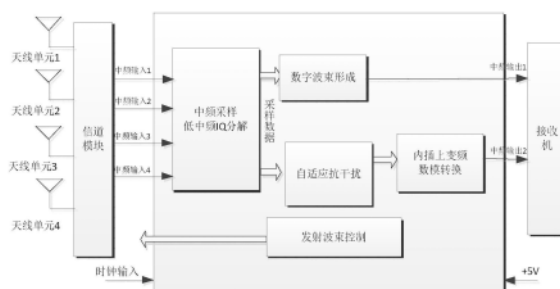 天线单元1
天线单元2
天线单元3
天线单元4
信道
模块
中频输入1
中频输入2
中频输入3
中频输入4
中频采样
低中频IQ分解
采样数据
数字波束形成
自适应抗干扰
内插上变频
数模转换
发射波束控制
中频输出1
中频输出2
接收
机
时钟输入
+5V